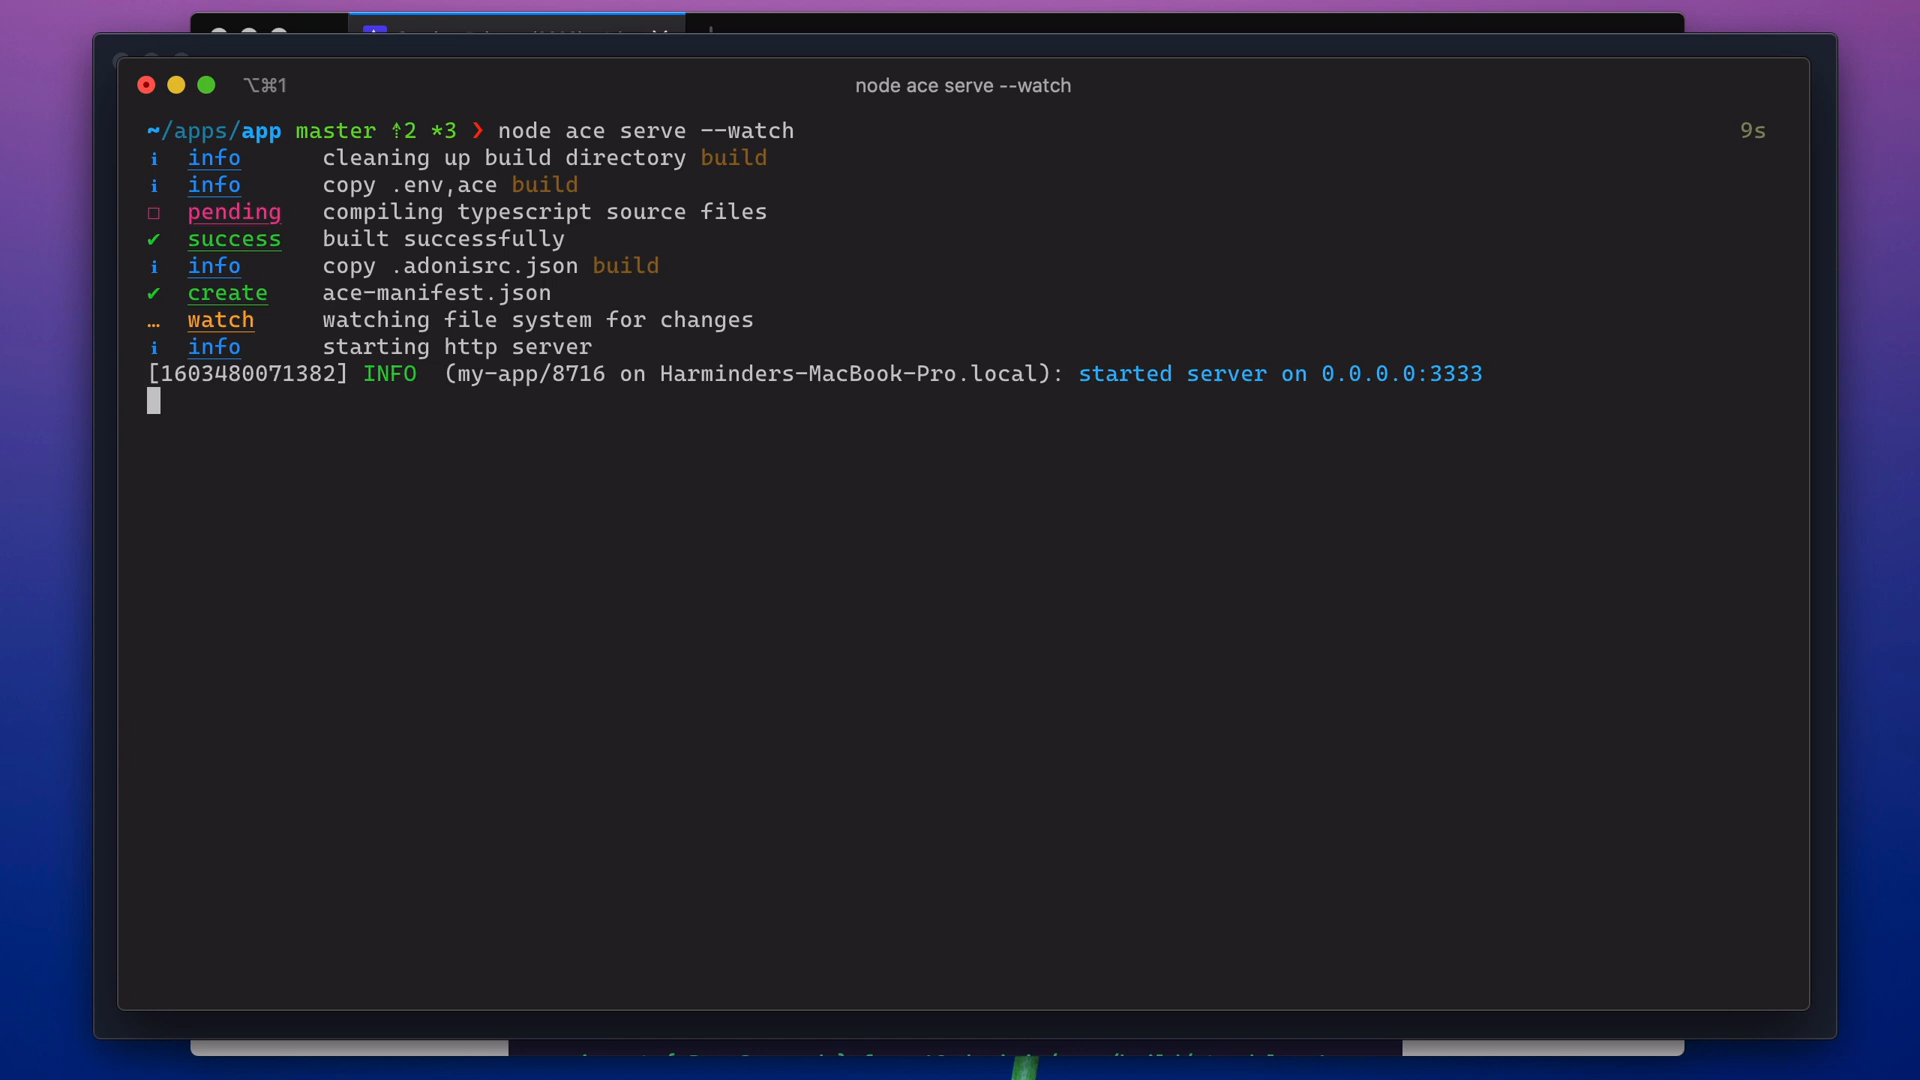 ⌥⌘1 node ace serve --watch
~/apps/app master ⇡2 *3 ❯ node ace serve --watch 9s
ℹ info cleaning up build directory build
ℹ info copy .env,ace build
☐ pending compiling typescript source files
✔ success built successfully
ℹ info copy .adonisrc.json build
✔ create ace-manifest.json
… watch watching file system for changes
ℹ info starting http server
[1603480071382] INFO (my-app/8716 on Harminders-MacBook-Pro.local): started server on 0.0.0.0:3333